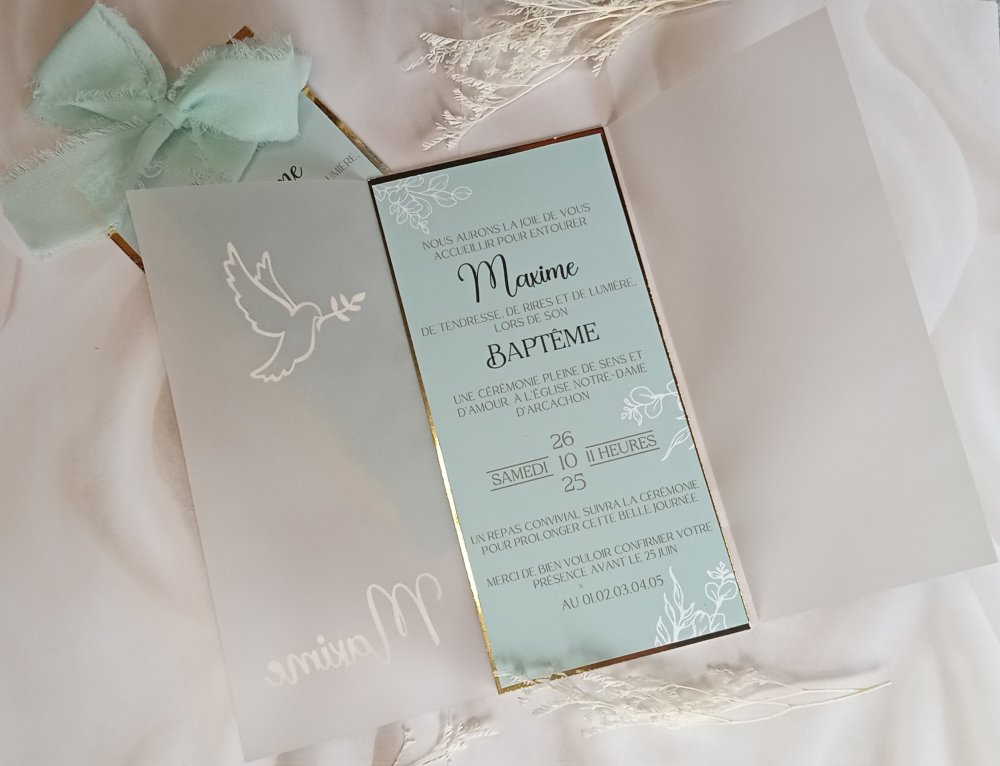 NOUS AURONS LA JOIE DE VOUS
ACCUEILLIR POUR ENTOURER
Maxime
DE TENDRESSE, DE RIRES ET DE LUMIÈRE,
LORS DE SON
BAPTÊME
UNE CÉRÉMONIE PLEINE DE SENS ET
D'AMOUR, À L'ÉGLISE NOTRE-DAME
D'ARCACHON
26
SAMEDI 10 11 HEURES
25
UN REPAS CONVIVIAL SUIVRA LA CÉRÉMONIE
POUR PROLONGER CETTE BELLE JOURNÉE
MERCI DE BIEN VOULOIR CONFIRMER VOTRE
PRÉSENCE AVANT LE 25 JUIN
AU 01.02.03.04.05
Maxime
LUMIÈRE,